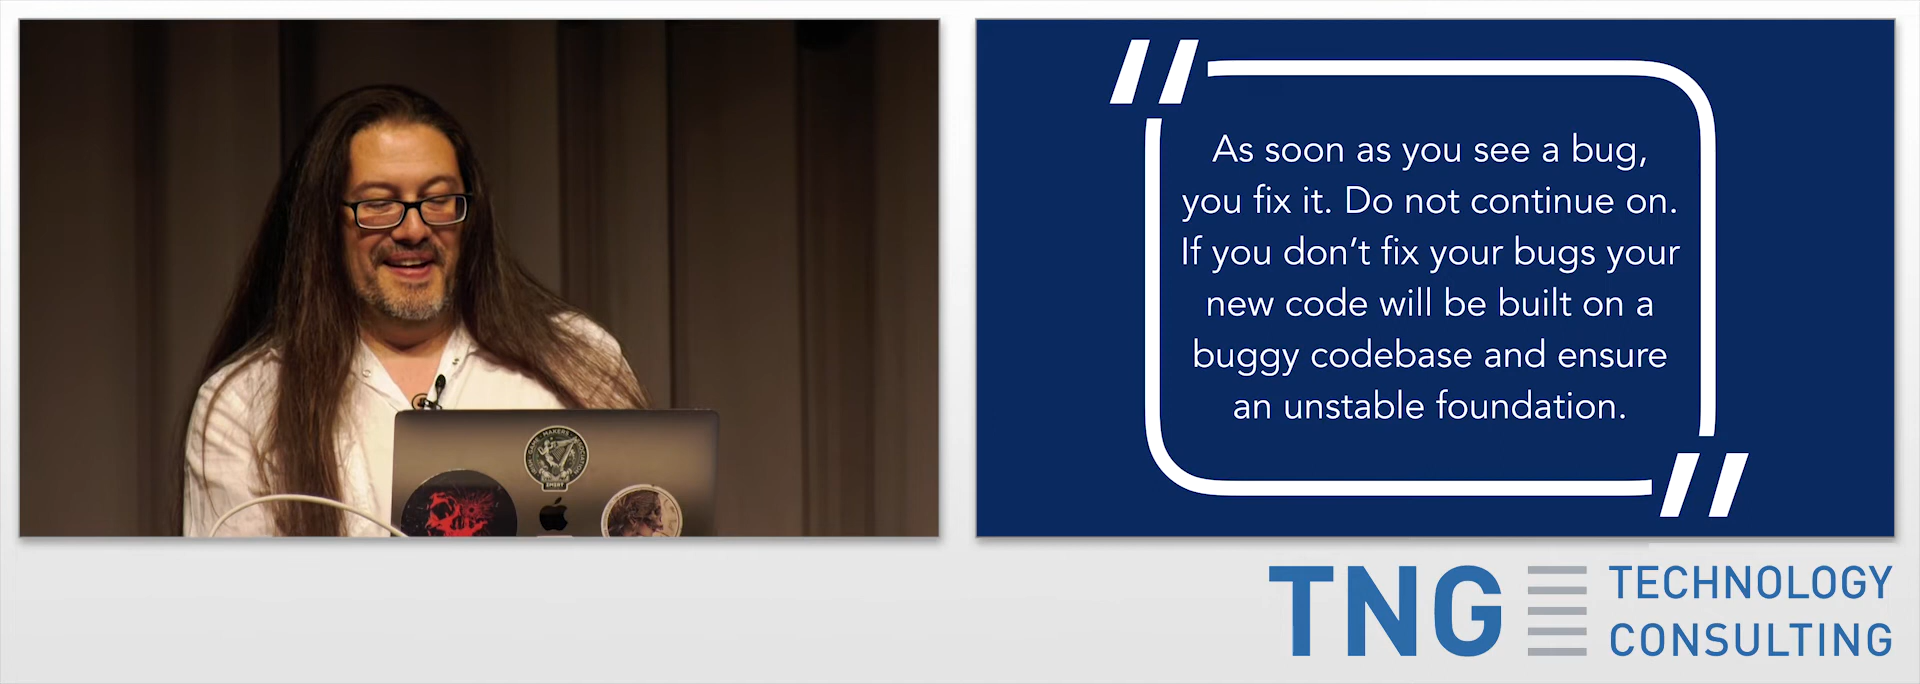 As soon as you see a bug,
you fix it. Do not continue on.
If you don’t fix your bugs your
new code will be built on a
buggy codebase and ensure
an unstable foundation.
TNG TECHNOLOGY
CONSULTING